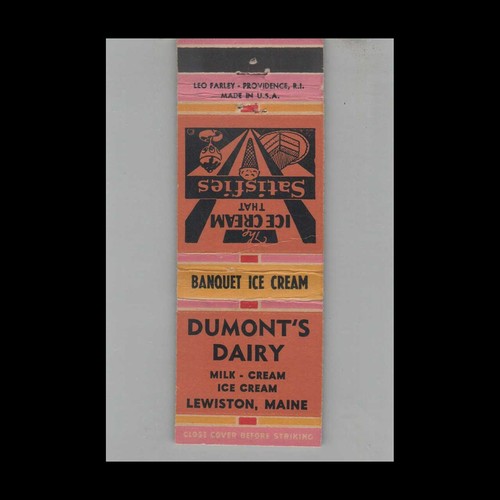 LEO FARLEY - PROVIDENCE, R.I.
MADE IN U.S.A.
The
ICE CREAM
THAT
Satisfies
BANQUET ICE CREAM
DUMONT'S
DAIRY
MILK - CREAM
ICE CREAM
LEWISTON, MAINE
CLOSE COVER BEFORE STRIKING